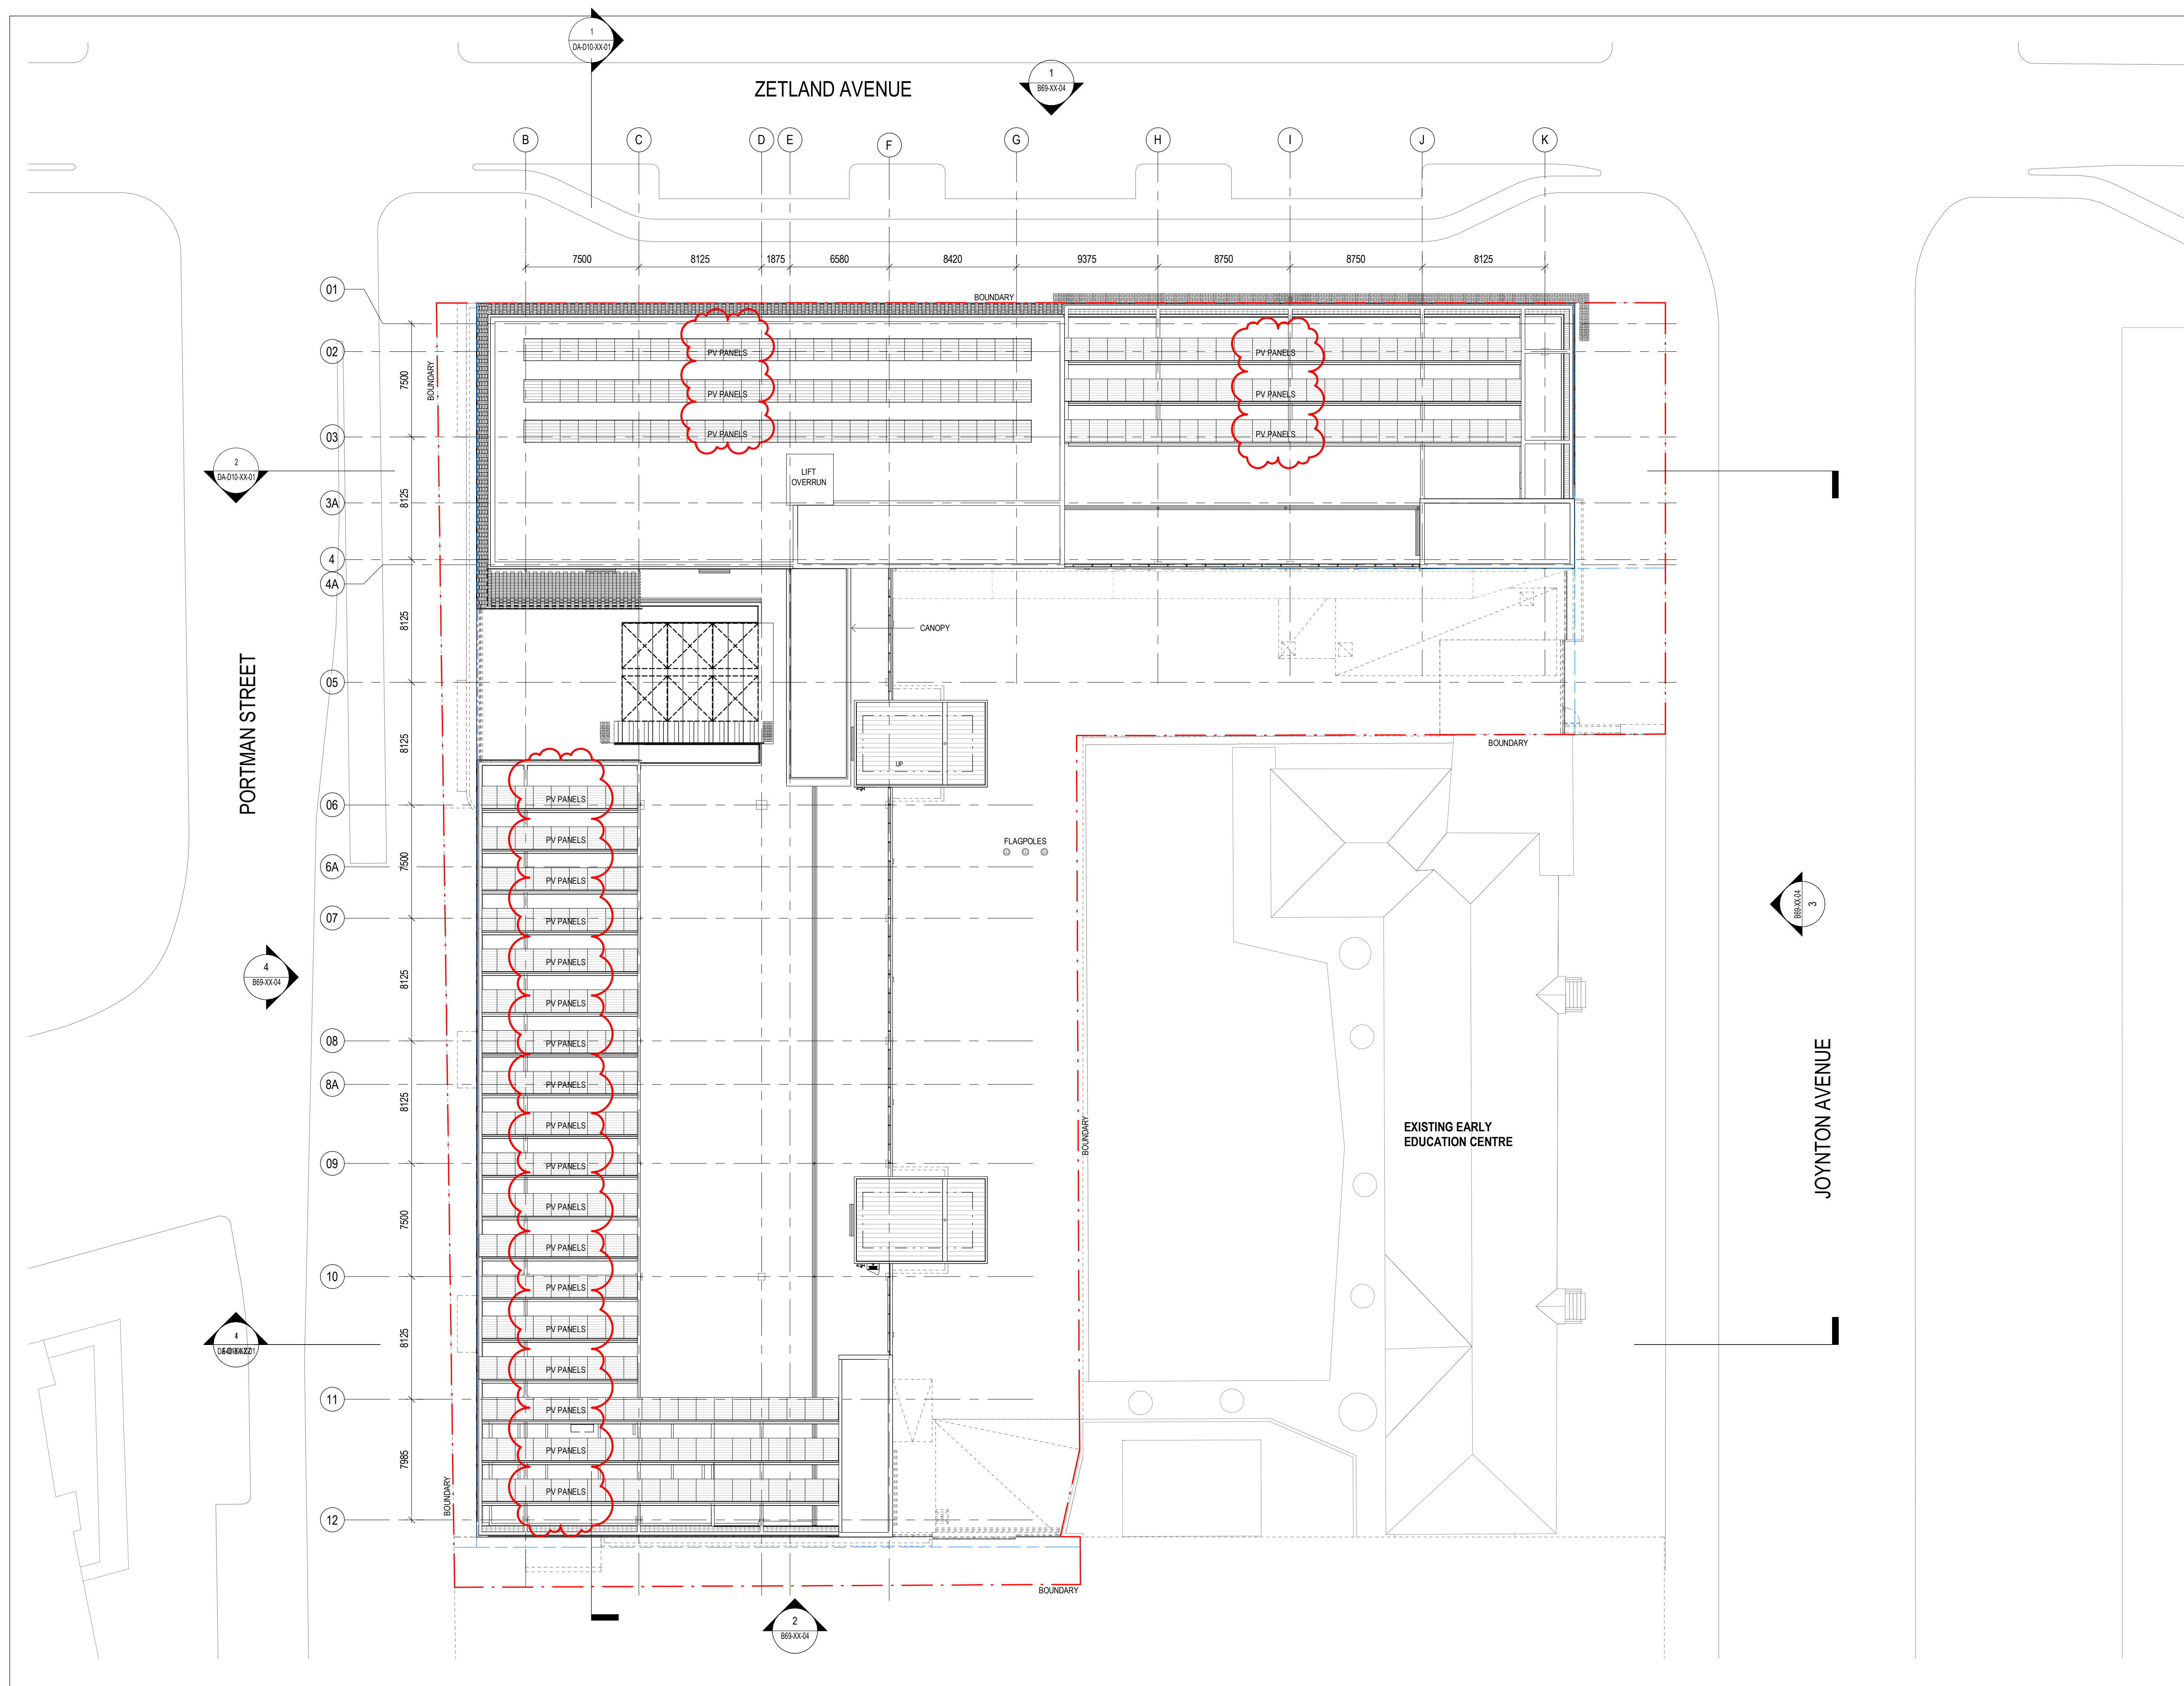 1
DA-D10-XX-01
ZETLAND AVENUE
1
B69-XX-04
B
C
D
E
F
G
H
I
J
K
7500
8125
1875
6580
8420
9375
8750
8750
8125
01
BOUNDARY
02
PV PANELS
PV PANELS
BOUNDARY
7500
PV PANELS
PV PANELS
03
PV PANELS
PV PANELS
2
DA-D10-XX-01
LIFT
OVERRUN
3A
8125
4
4A
8125
CANOPY
PORTMAN STREET
05
8125
BOUNDARY
UP
06
PV PANELS
PV PANELS
FLAGPOLES
7500
6A
PV PANELS
B69-XX-04
3
07
PV PANELS
4
B69-XX-04
8125
PV PANELS
PV PANELS
08
PV PANELS
8A
PV PANELS
8125
PV PANELS
BOUNDARY
EXISTING EARLY
EDUCATION CENTRE
JOYNTON AVENUE
09
PV PANELS
7500
PV PANELS
PV PANELS
10
PV PANELS
4
8125
PV PANELS
PV PANELS
11
PV PANELS
7985
PV PANELS
BOUNDARY
PV PANELS
12
BOUNDARY
2
B69-XX-04